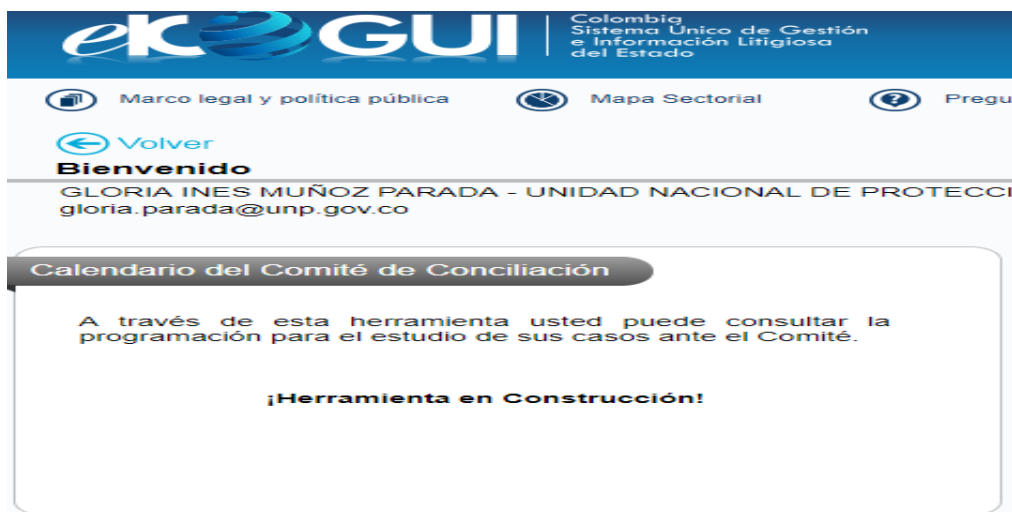 eKOGUI
Colombia
Sistema Único de Gestión
e Información Litigiosa
del Estado
Marco legal y política pública Mapa Sectorial Pregu
Volver
Bienvenido
GLORIA INES MUÑOZ PARADA - UNIDAD NACIONAL DE PROTECCI
gloria.parada@unp.gov.co
Calendario del Comité de Conciliación
A través de esta herramienta usted puede consultar la
programación para el estudio de sus casos ante el Comité.
¡Herramienta en Construcción!